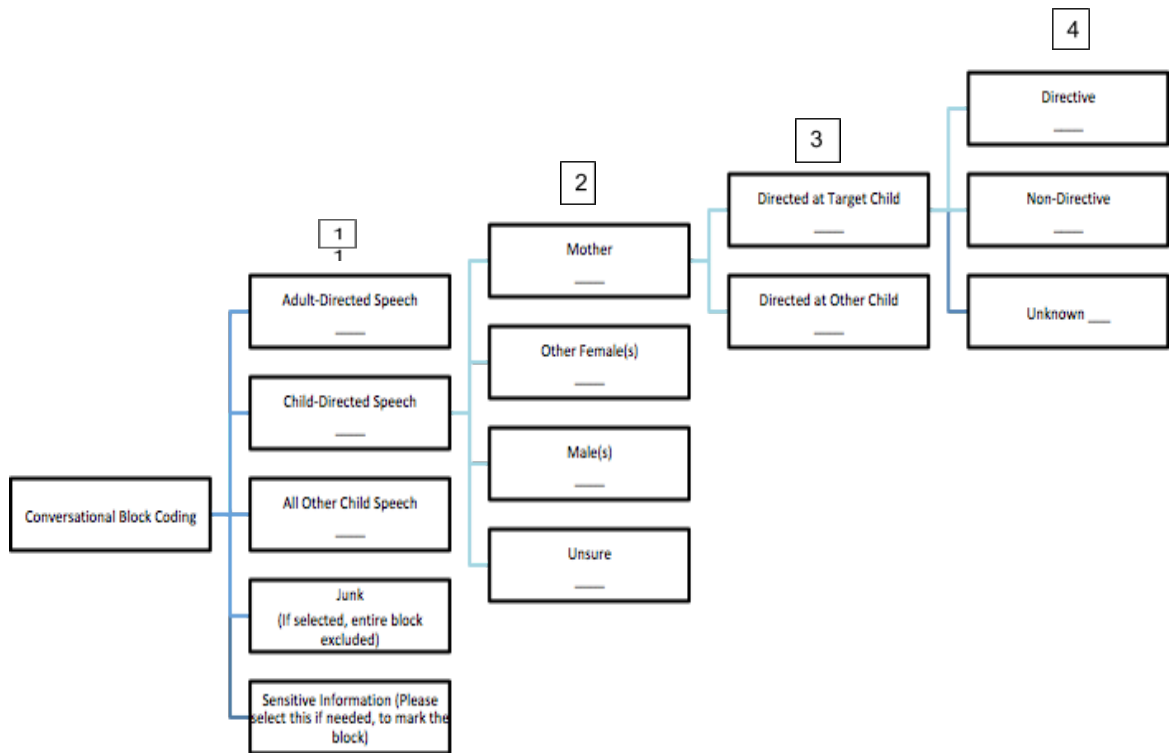 4
Directive
____
3
Non-Directive
____
2
Directed at Target Child
____
1
1
Mother
____
Adult-Directed Speech
____
Directed at Other Child
____
Unknown ___
Other Female(s)
____
Child-Directed Speech
____
Male(s)
____
All Other Child Speech
____
Conversational Block Coding
Unsure
____
Junk
(If selected, entire block
excluded)
Sensitive Information (Please
select this if needed, to mark the
block)